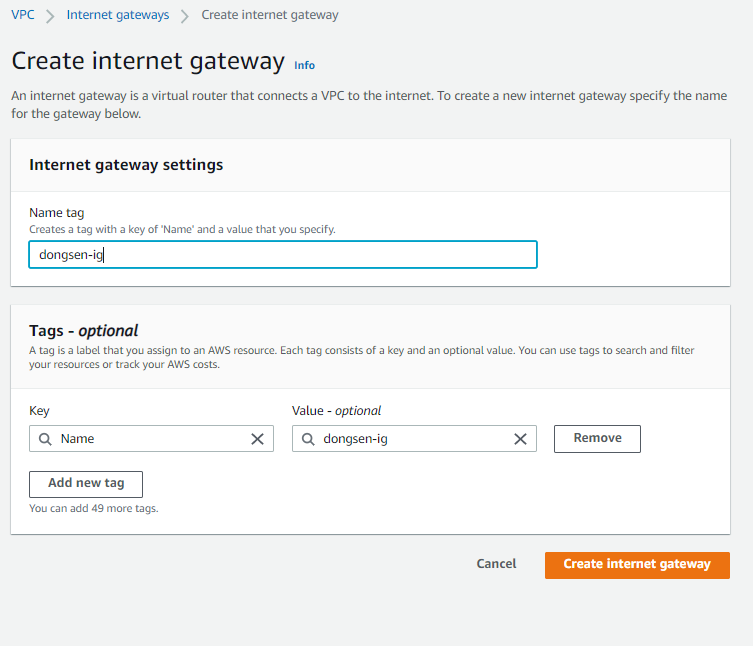 VPC > Internet gateways > Create internet gateway
Create internet gateway Info
An internet gateway is a virtual router that connects a VPC to the internet. To create a new internet gateway specify the name
for the gateway below.
Internet gateway settings
Name tag
Creates a tag with a key of 'Name' and a value that you specify.
dongsen-ig
Tags - optional
A tag is a label that you assign to an AWS resource. Each tag consists of a key and an optional value. You can use tags to search and filter
your resources or track your AWS costs.
Key Value - optional
Name dongsen-ig Remove
Add new tag
You can add 49 more tags.
Cancel Create internet gateway